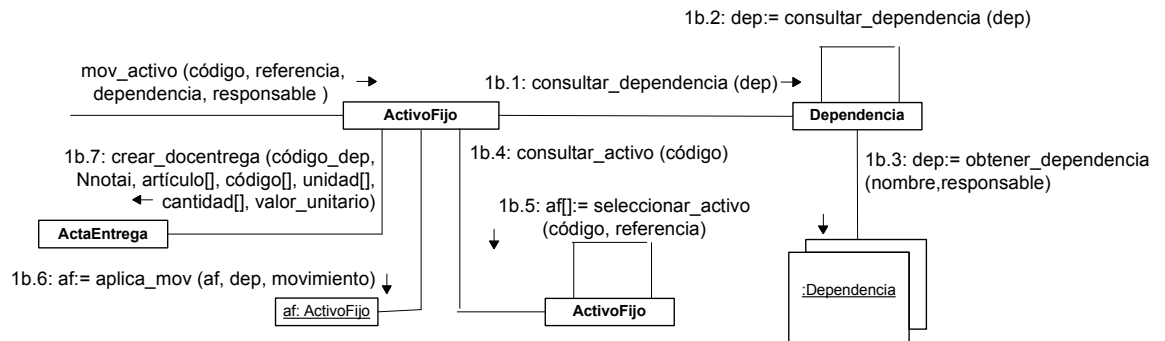 1b.2: dep:= consultar_dependencia (dep)
mov_activo (código, referencia,
dependencia, responsable )
1b.1: consultar_dependencia (dep)
ActivoFijo
Dependencia
1b.7: crear_docentrega (código_dep,
Nnotai, artículo[], código[], unidad[],
cantidad[], valor_unitario)
1b.4: consultar_activo (código)
1b.3: dep:= obtener_dependencia
(nombre,responsable)
1b.5: af[]:= seleccionar_activo
(código, referencia)
ActaEntrega
1b.6: af:= aplica_mov (af, dep, movimiento)
af: ActivoFijo
ActivoFijo
:Dependencia